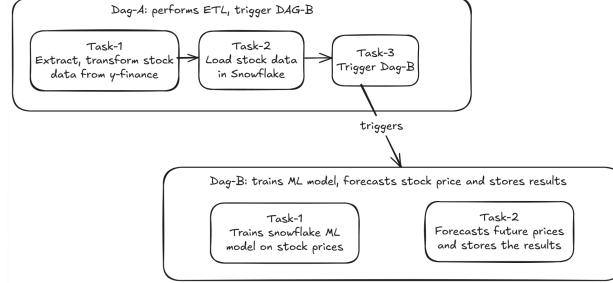 Dag-A: performs ETL, trigger DAG-B
Task-1
Extract, transform stock
data from y-finance
Task-2
Load stock data
in Snowflake
Task-3
Trigger Dag-B
triggers
Dag-B: trains ML model, forecasts stock price and stores results
Task-1
Trains snowflake ML
model on stock prices
Task-2
Forecasts future prices
and stores the results